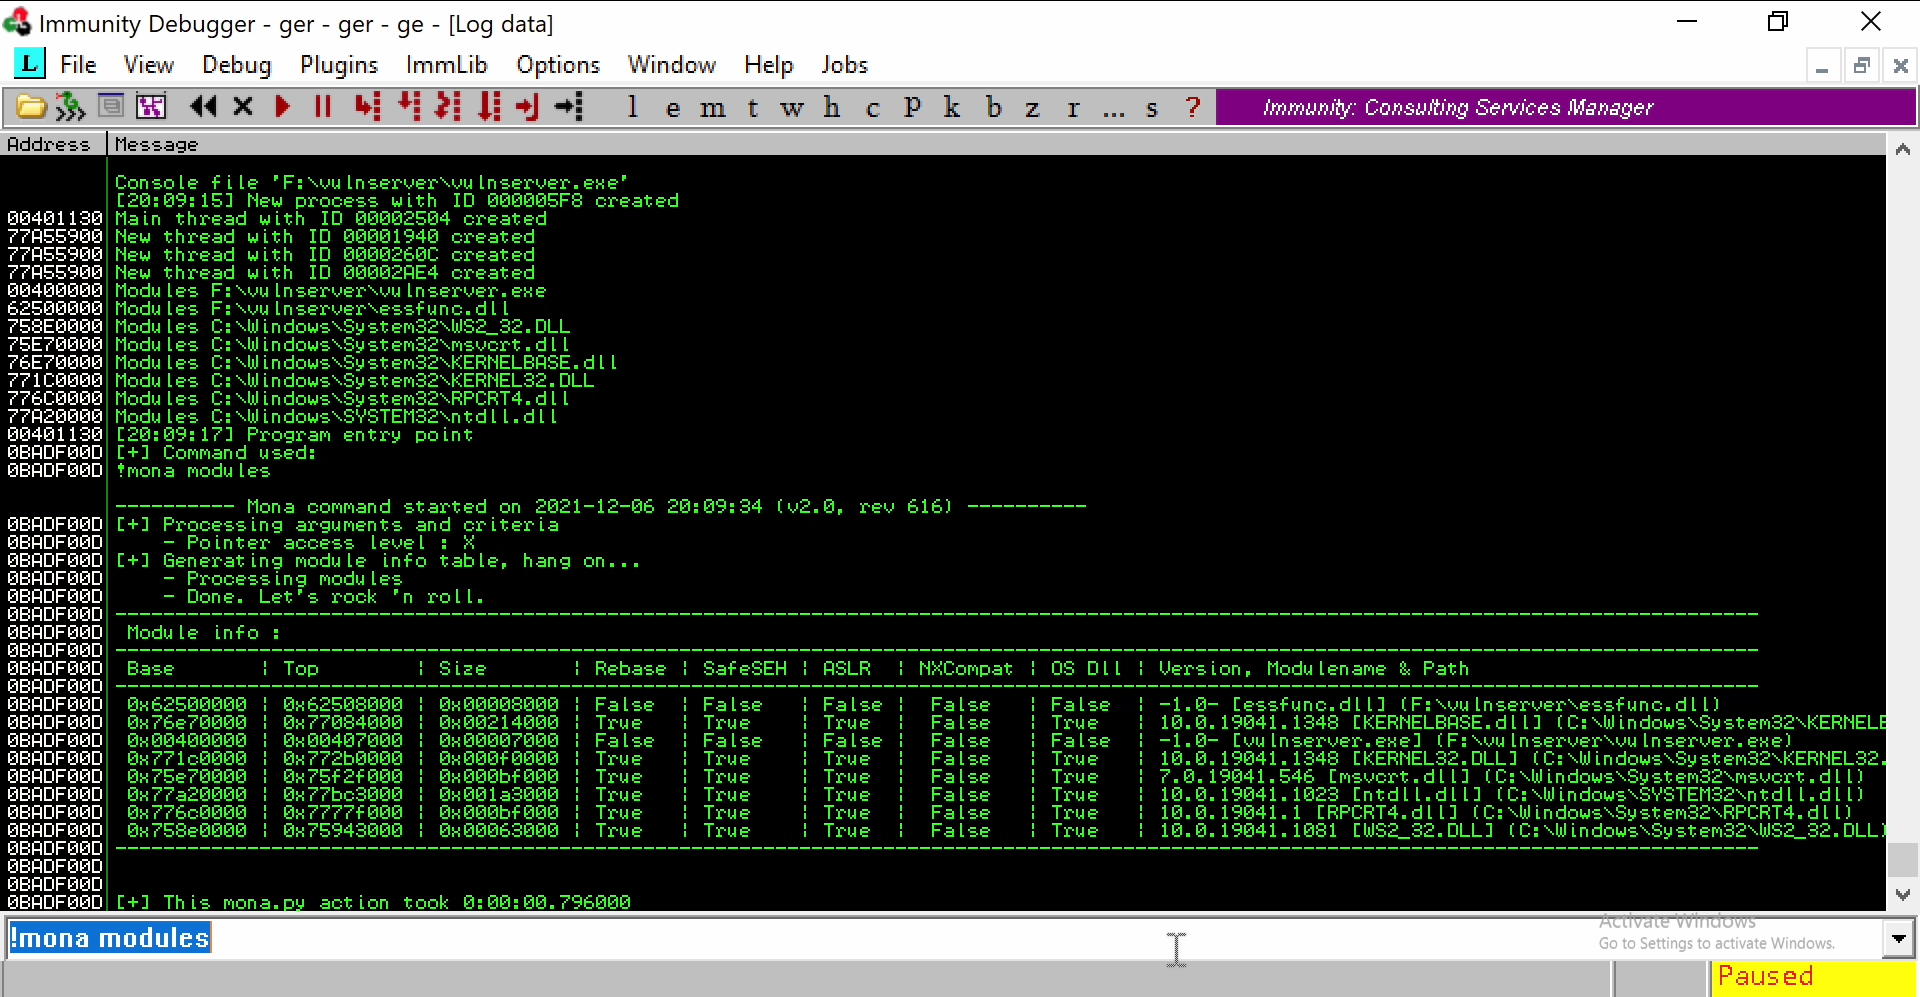 Immunity Debugger - ger - ger - ge - [Log data]
L File View Debug Plugins ImmLib Options Window Help Jobs
l e m t w h c P k b z r ... s ? Immunity: Consulting Services Manager
Address Message
Console file 'F:\vulnserver\vulnserver.exe'
[20:09:15] New process with ID 000005F8 created
00401130 Main thread with ID 00002504 created
77A55900 New thread with ID 00001940 created
77A55900 New thread with ID 0000260C created
77A55900 New thread with ID 00002AE4 created
00400000 Modules F:\vulnserver\vulnserver.exe
62500000 Modules F:\vulnserver\essfunc.dll
758E0000 Modules C:\Windows\System32\WS2_32.DLL
75E70000 Modules C:\Windows\System32\msvcrt.dll
76E70000 Modules C:\Windows\System32\KERNELBASE.dll
771C0000 Modules C:\Windows\System32\KERNEL32.DLL
776C0000 Modules C:\Windows\System32\RPCRT4.dll
77A20000 Modules C:\Windows\SYSTEM32\ntdll.dll
00401130 [20:09:17] Program entry point
0BADF00D [+] Command used:
0BADF00D !mona modules
---------- Mona command started on 2021-12-06 20:09:34 (v2.0, rev 616) ----------
0BADF00D [+] Processing arguments and criteria
0BADF00D - Pointer access level : X
0BADF00D [+] Generating module info table, hang on...
0BADF00D - Processing modules
0BADF00D - Done. Let's rock 'n roll.
0BADF00D ----------------------------------------------------------------------
0BADF00D Module info :
0BADF00D ----------------------------------------------------------------------
0BADF00D Base | Top | Size | Rebase | SafeSEH | ASLR | NXCompat | OS Dll | Version, Modulename & Path
0BADF00D ----------------------------------------------------------------------
0BADF00D 0x62500000 | 0x62508000 | 0x00008000 | False | False | False | False | False | -1.0- [essfunc.dll] (F:\vulnserver\essfunc.dll)
0BADF00D 0x76e70000 | 0x77084000 | 0x00214000 | True | True | True | False | True | 10.0.19041.1348 [KERNELBASE.dll] (C:\Windows\System32\KERNELB
0BADF00D 0x00400000 | 0x00407000 | 0x00007000 | False | False | False | False | False | -1.0- [vulnserver.exe] (F:\vulnserver\vulnserver.exe)
0BADF00D 0x771c0000 | 0x772b0000 | 0x000f0000 | True | True | True | False | True | 10.0.19041.1348 [KERNEL32.DLL] (C:\Windows\System32\KERNEL32.
0BADF00D 0x75e70000 | 0x75f2f000 | 0x000bf000 | True | True | True | False | True | 7.0.19041.546 [msvcrt.dll] (C:\Windows\System32\msvcrt.dll)
0BADF00D 0x77a20000 | 0x77bc3000 | 0x001a3000 | True | True | True | False | True | 10.0.19041.1023 [ntdll.dll] (C:\Windows\SYSTEM32\ntdll.dll)
0BADF00D 0x776c0000 | 0x7777f000 | 0x000bf000 | True | True | True | False | True | 10.0.19041.1 [RPCRT4.dll] (C:\Windows\System32\RPCRT4.dll)
0BADF00D 0x758e0000 | 0x75943000 | 0x00063000 | True | True | True | False | True | 10.0.19041.1081 [WS2_32.DLL] (C:\Windows\System32\WS2_32.DLL)
0BADF00D ----------------------------------------------------------------------
0BADF00D
0BADF00D
0BADF00D [+] This mona.py action took 0:00:00.796000
!mona modules
Activate Windows
Go to Settings to activate Windows.
Paused